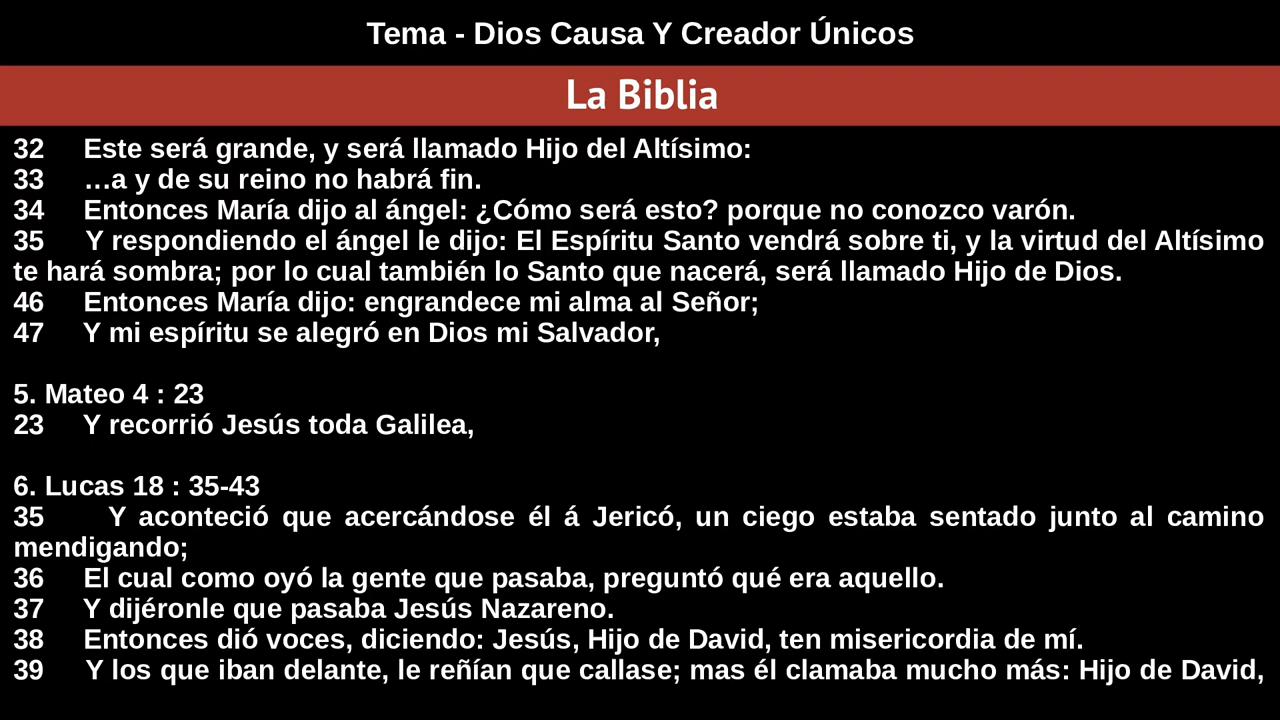 Tema - Dios Causa Y Creador Únicos
La Biblia
32 Este será grande, y será llamado Hijo del Altísimo:
33 …a y de su reino no habrá fin.
34 Entonces María dijo al ángel: ¿Cómo será esto? porque no conozco varón.
35 Y respondiendo el ángel le dijo: El Espíritu Santo vendrá sobre ti, y la virtud del Altísimo
te hará sombra; por lo cual también lo Santo que nacerá, será llamado Hijo de Dios.
46 Entonces María dijo: engrandece mi alma al Señor;
47 Y mi espíritu se alegró en Dios mi Salvador,
5. Mateo 4 : 23
23 Y recorrió Jesús toda Galilea,
6. Lucas 18 : 35-43
35 Y aconteció que acercándose él á Jericó, un ciego estaba sentado junto al camino
mendigando;
36 El cual como oyó la gente que pasaba, preguntó qué era aquello.
37 Y dijéronle que pasaba Jesús Nazareno.
38 Entonces dió voces, diciendo: Jesús, Hijo de David, ten misericordia de mí.
39 Y los que iban delante, le reñían que callase; mas él clamaba mucho más: Hijo de David,